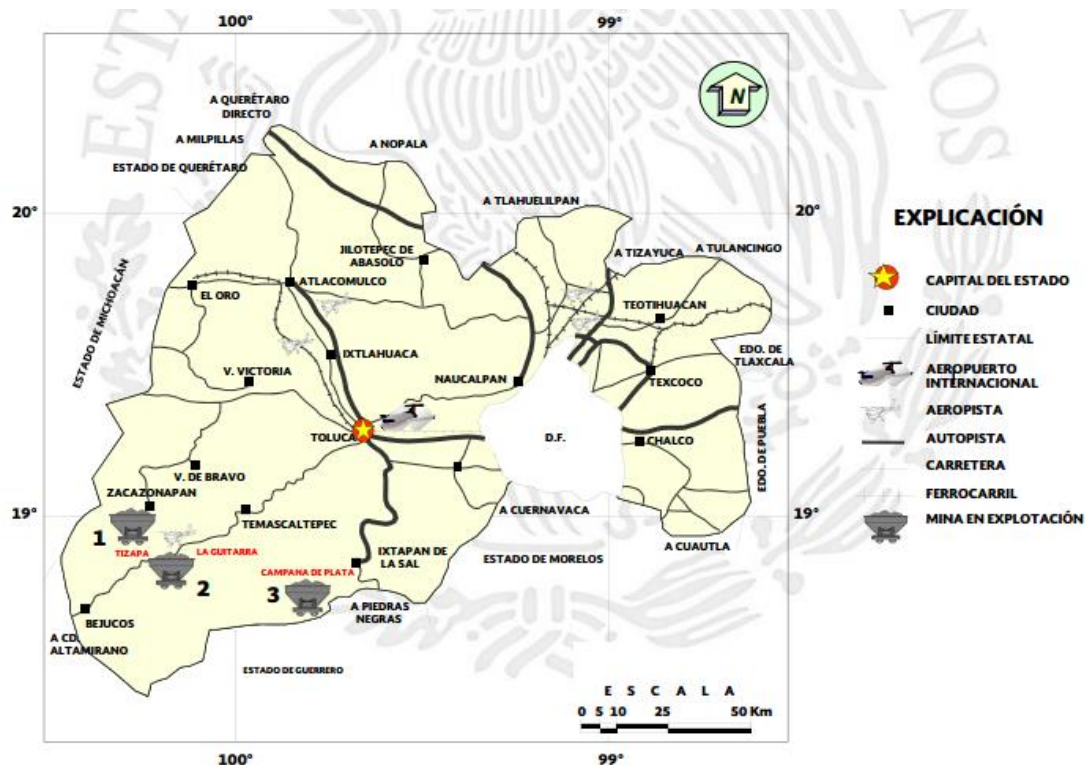 ESTA
NOS
100°
99°
A QUERÉTARO
DIRECTO
A MILPILLAS
A NOPALA
ESTADO DE QUERÉTARO
N
20°
A TLAHUELILPAN
20°
EXPLICACIÓN
A TIZAYUCA
A TULANCINGO
JILOTEPEC DE
ABASOLO
ATLACOMULCO
EL ORO
TEOTIHUACAN
CAPITAL DEL ESTADO
CIUDAD
ESTADO DE MICHOACÁN
IXTLAHUACA
V. VICTORIA
NAUCALPAN
TEXCOCO
EDO. DE
TLAXCALA
LÍMITE ESTATAL
AEROPUERTO
INTERNACIONAL
AEROPISTA
TOLUCA
D.F.
CHALCO
EDO. DE PUEBLA
AUTOPISTA
CARRETERA
V. DE BRAVO
ZACAZONAPAN
FERROCARRIL
19°
TEMASCALTEPEC
A CUERNAVACA
19°
MINA EN EXPLOTACIÓN
1
TIZAPA
LA GUITARRA
A CUAUTLA
IXTAPAN DE
LA SAL
ESTADO DE MORELOS
2
CAMPANA DE PLATA
3
A PIEDRAS
NEGRAS
BEJUCOS
A CD.
ALTAMIRANO
ESTADO DE GUERRERO
E S C A L A
0 5 10 25 50 Km
100°
99°